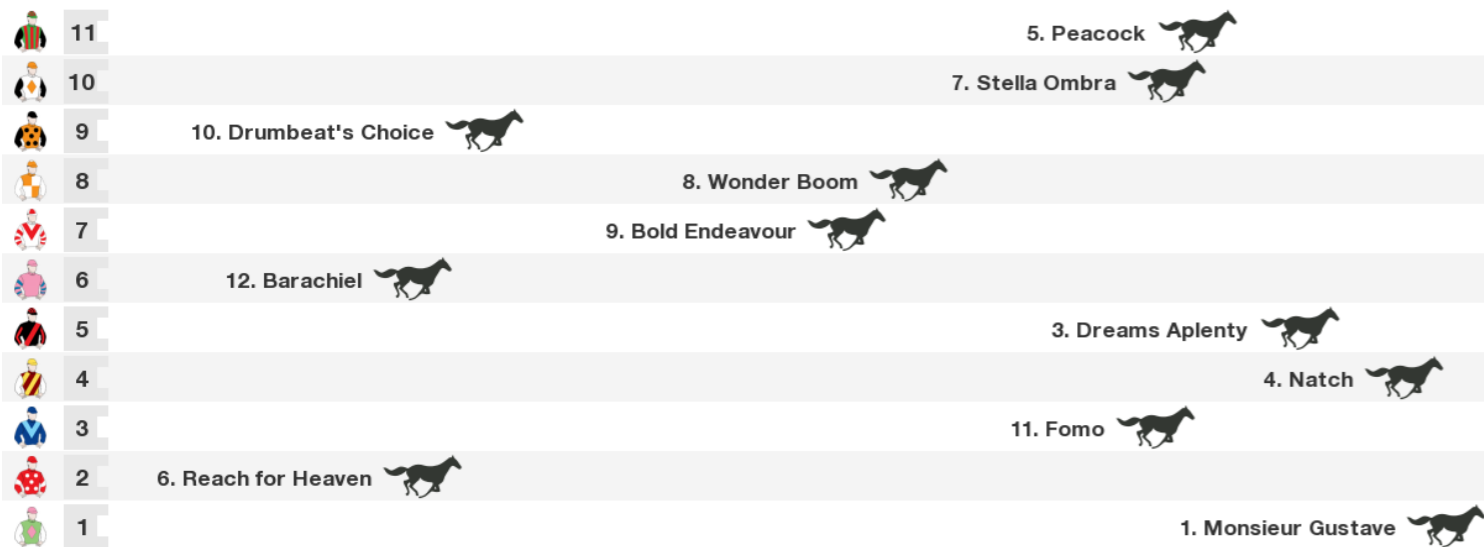 11 5. Peacock
10 7. Stella Ombra
9 10. Drumbeat's Choice
8 8. Wonder Boom
7 9. Bold Endeavour
6 12. Barachiel
5 3. Dreams Aplenty
4 4. Natch
3 11. Fomo
2 6. Reach for Heaven
1 1. Monsieur Gustave